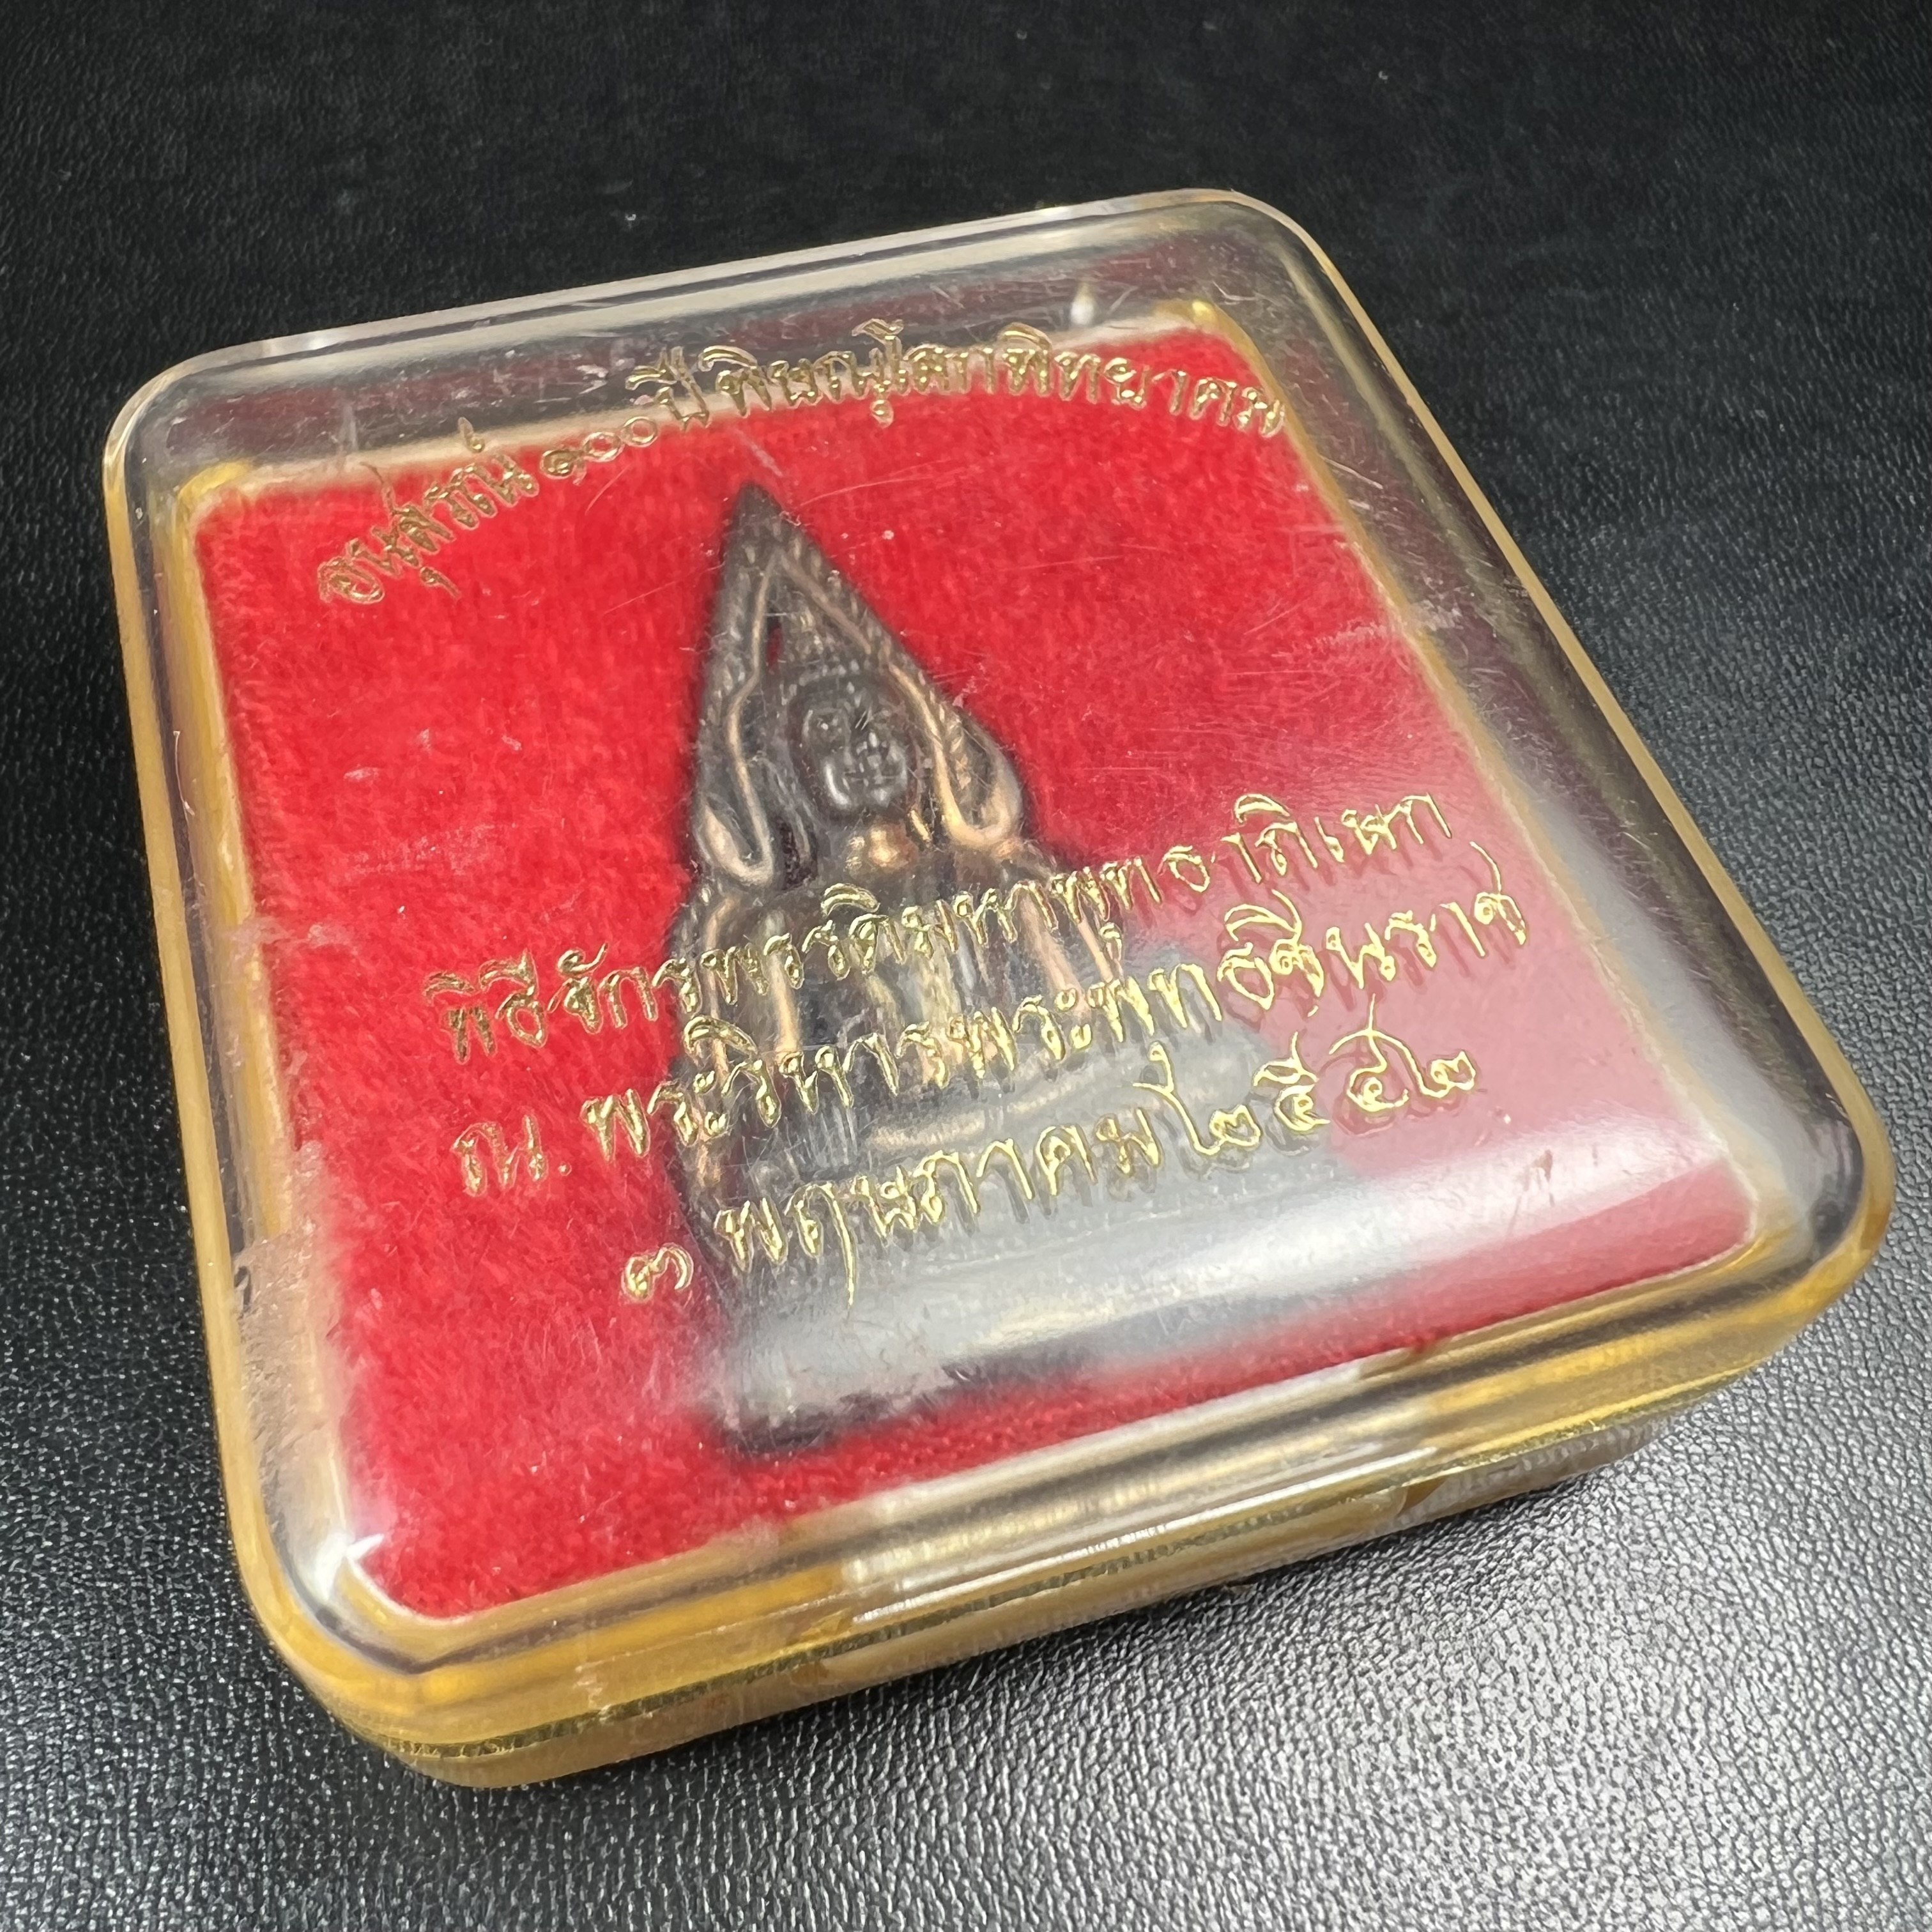 อนุสรณ์ ๑๐๐ ปี พิษณุโลกพิทยาคม
พิธีจักรพรรดิมหาพุทธาภิเษก
ณ. พระวิหารพระพุทธชินราช
๓ พฤษภาคม ๒๕๔๒